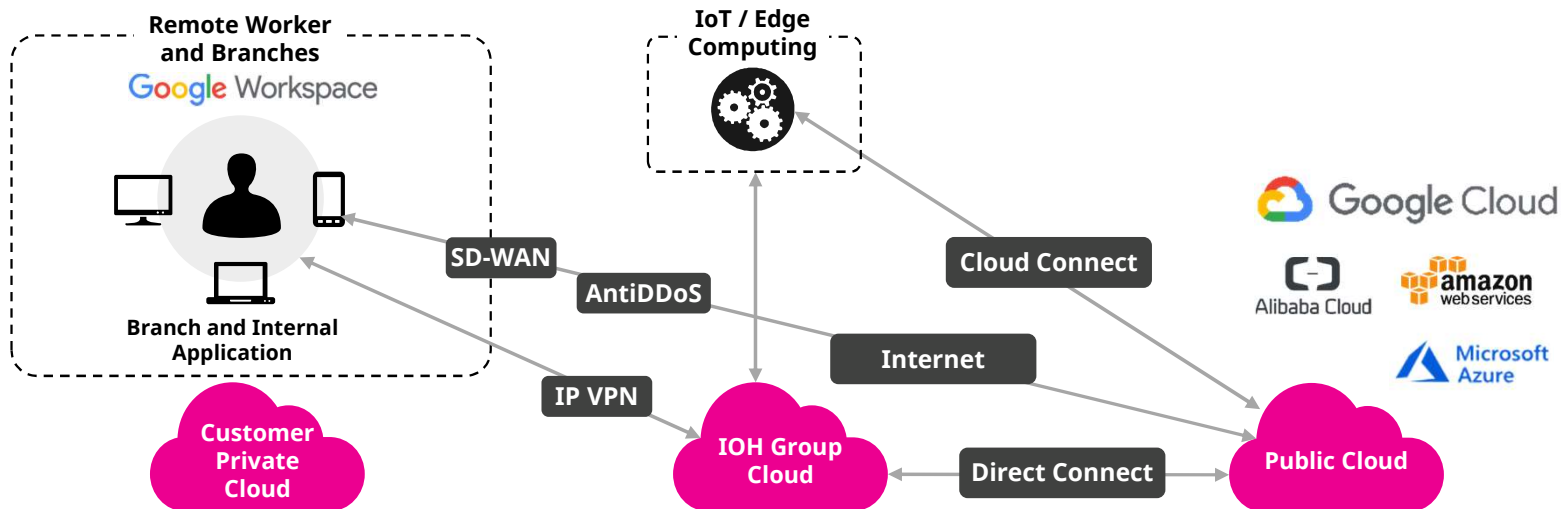 Remote Worker
and Branches
Google Workspace
Branch and Internal
Application
IoT / Edge
Computing
SD-WAN
AntiDDoS
Internet
Cloud Connect
IP VPN
Direct Connect
Google Cloud
Alibaba Cloud
amazon
webservices
Microsoft
Azure
Customer
Private
Cloud
IOH Group
Cloud
Public Cloud